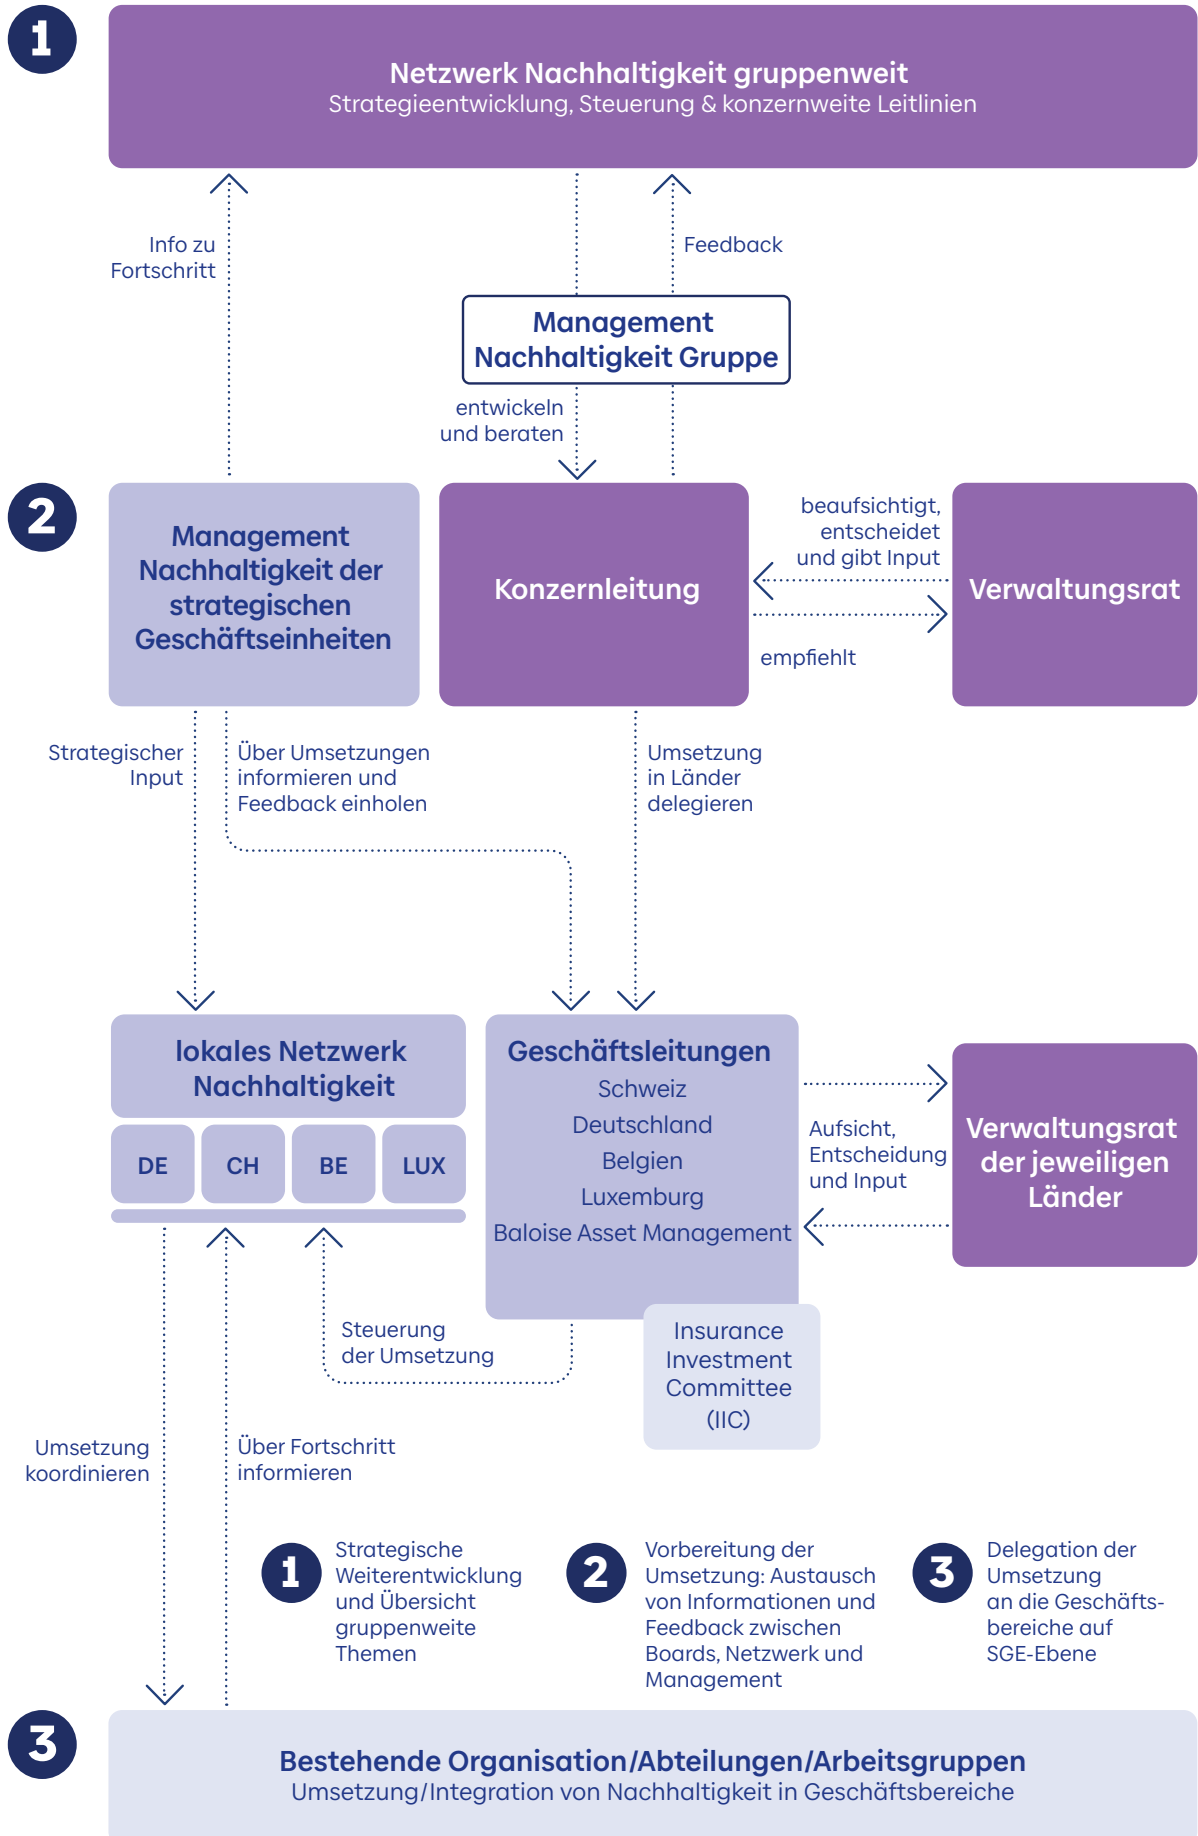 1
Netzwerk Nachhaltigkeit gruppenweit
Strategieentwicklung, Steuerung & konzernweite Leitlinien
Info zu
Fortschritt
Feedback
Management
Nachhaltigkeit Gruppe
entwickeln
und beraten
2
Management
Nachhaltigkeit der
strategischen
Geschäftseinheiten
Konzernleitung
beaufsichtigt,
entscheidet
und gibt Input
empfiehlt
Verwaltungsrat
Strategischer
Input
Über Umsetzungen
informieren und
Feedback einholen
Umsetzung
in Länder
delegieren
lokales Netzwerk
Nachhaltigkeit
DE
CH
BE
LUX
Geschäftsleitungen
Schweiz
Deutschland
Belgien
Luxemburg
Baloise Asset Management
Aufsicht,
Entscheidung
und Input
Verwaltungsrat
der jeweiligen
Länder
Steuerung
der Umsetzung
Insurance
Investment
Committee
(IIC)
Umsetzung
koordinieren
Über Fortschritt
informieren
1
Strategische
Weiterentwicklung
und Übersicht
gruppenweite
Themen
2
Vorbereitung der
Umsetzung: Austausch
von Informationen und
Feedback zwischen
Boards, Netzwerk und
Management
3
Delegation der
Umsetzung
an die Geschäfts-
bereiche auf
SGE-Ebene
3
Bestehende Organisation/Abteilungen/Arbeitsgruppen
Umsetzung/Integration von Nachhaltigkeit in Geschäftsbereiche